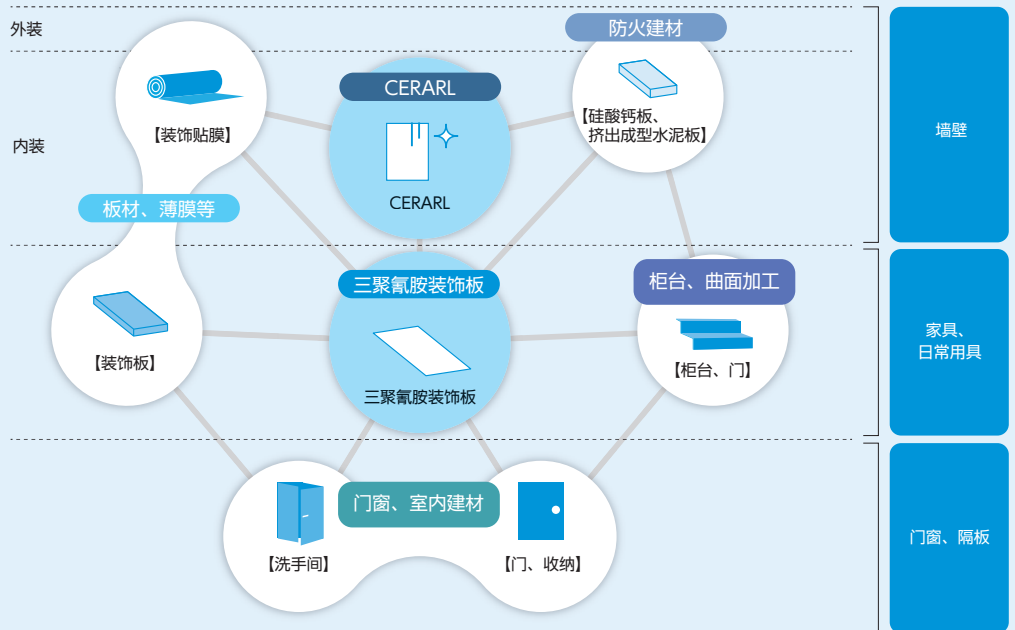 外装
防火建材
CERARL
【装饰贴膜】
【硅酸钙板、
挤出成型水泥板】
墙壁
内装
CERARL
板材、薄膜等
三聚氰胺装饰板
柜台、曲面加工
家具、
日常用具
【装饰板】
【柜台、门】
三聚氰胺装饰板
门窗、室内建材
门窗、隔板
【洗手间】
【门、收纳】